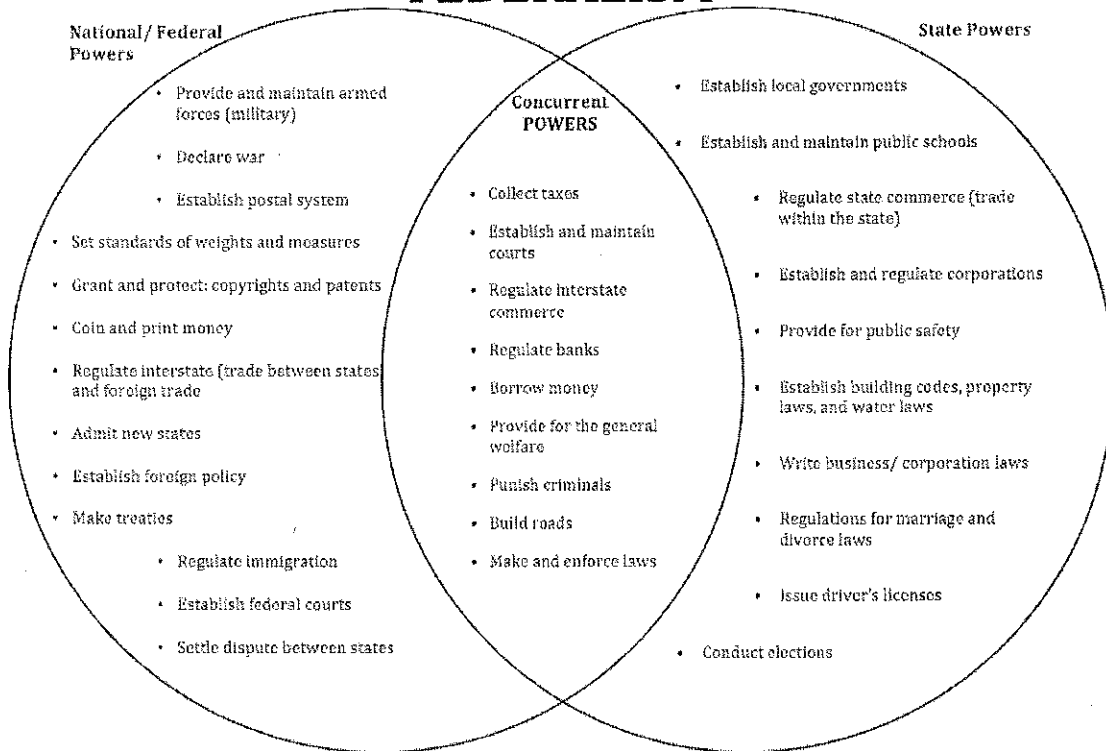 National/ Federal
Powers
• Provide and maintain armed
forces (military)
• Declare war
• Establish postal system
• Set standards of weights and measures
• Grant and protect: copyrights and patents
• Coin and print money
• Regulate interstate (trade between states)
and foreign trade
• Admit new states
• Establish foreign policy
• Make treaties
• Regulate immigration
• Establish federal courts
• Settle dispute between states
Concurrent
POWERS
• Collect taxes
• Establish and maintain
courts
• Regulate interstate
commerce
• Regulate banks
• Borrow money
• Provide for the general
welfare
• Punish criminals
• Build roads
• Make and enforce laws
State Powers
• Establish local governments
• Establish and maintain public schools
• Regulate state commerce (trade
within the state)
• Establish and regulate corporations
• Provide for public safety
• Establish building codes, property
laws, and water laws
• Write business/ corporation laws
• Regulations for marriage and
divorce laws
• Issue driver's licenses
• Conduct elections